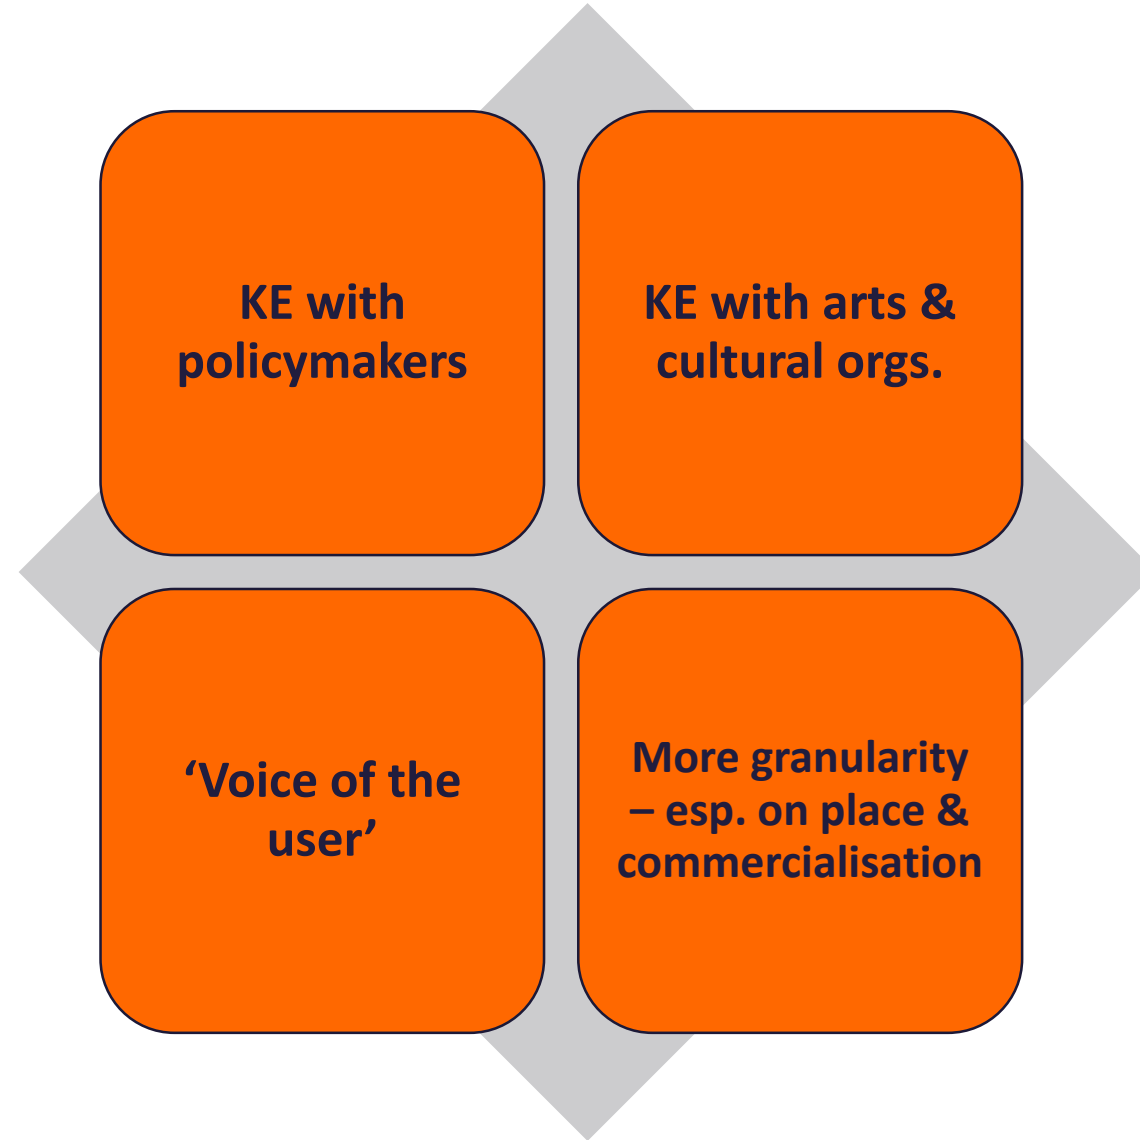 KE with
policymakers
KE with arts &
cultural orgs.
‘Voice of the
user’
More granularity
– esp. on place &
commercialisation